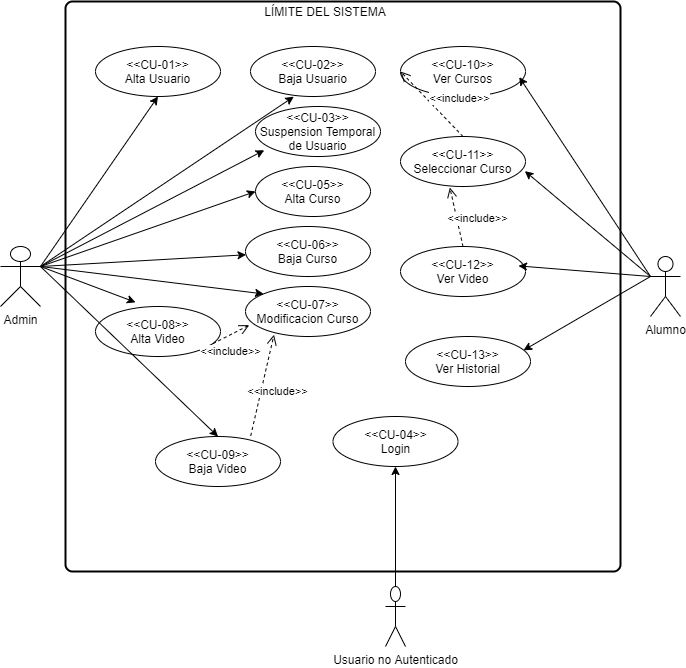 LÍMITE DEL SISTEMA
<<CU-01>>
Alta Usuario
<<CU-02>>
Baja Usuario
<<CU-10>>
Ver Cursos
<<include>>
<<CU-03>>
Suspension Temporal
de Usuario
<<CU-11>>
Seleccionar Curso
<<CU-05>>
Alta Curso
<<include>>
<<CU-06>>
Baja Curso
<<CU-12>>
Ver Video
Admin
<<CU-07>>
Modificacion Curso
<<CU-08>>
Alta Video
<<include>>
Alumno
<<CU-13>>
Ver Historial
<<include>>
<<CU-09>>
Baja Video
<<CU-04>>
Login
Usuario no Autenticado